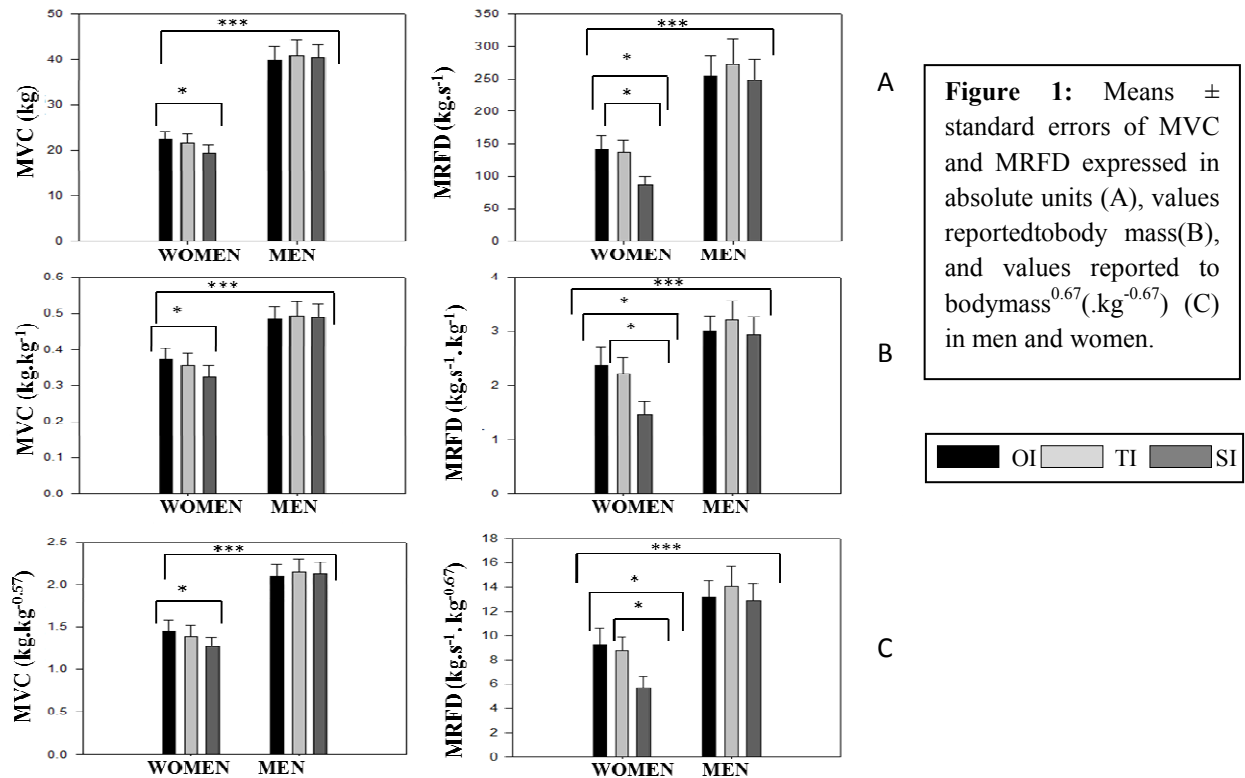 ***
50
40
30
20
10
0
MVC (kg)
*
WOMEN
MEN
***
350
300
250
200
150
100
50
0
MRFD (kg.s-1)
*
*
WOMEN
MEN
A
***
0.6
0.5
0.4
0.3
0.2
0.1
0.0
MVC (kg.kg-1)
*
WOMEN
MEN
***
4
3
2
1
0
MRFD (kg.s-1. kg-1)
*
*
WOMEN
MEN
B
***
2.5
2.0
1.5
1.0
0.5
0.0
MVC (kg.kg-0.57)
*
WOMEN
MEN
***
18
16
14
12
10
8
6
4
2
0
MRFD (kg.s-1. kg-0.67)
*
*
WOMEN
MEN
C
Figure 1: Means ±
standard errors of MVC
and MRFD expressed in
absolute units (A), values
reportedtobody mass(B),
and values reported to
bodymass0.67(.kg-0.67) (C)
in men and women.
OI TI SI